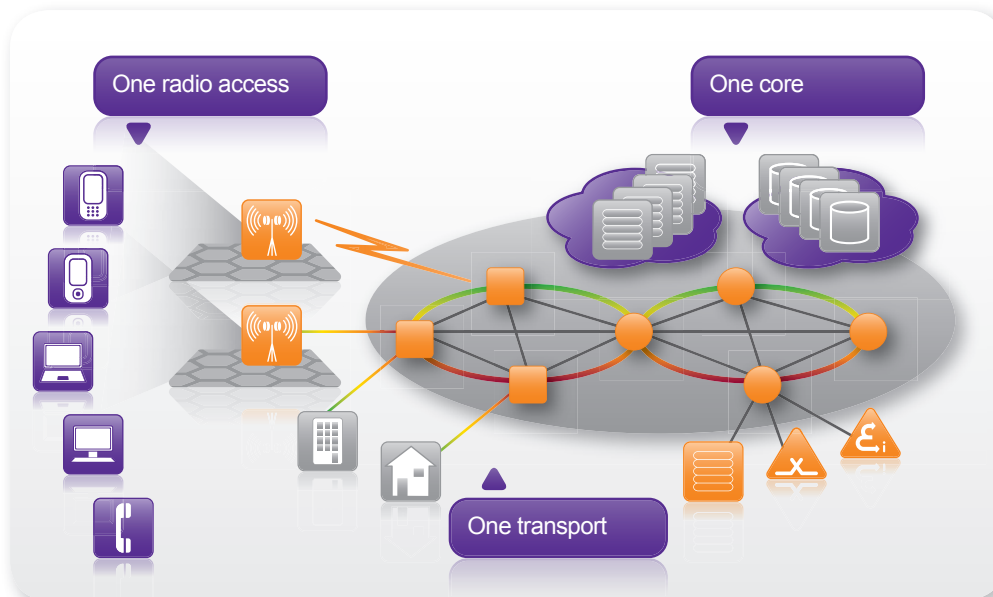 One radio access
One core
x
ε i
One transport